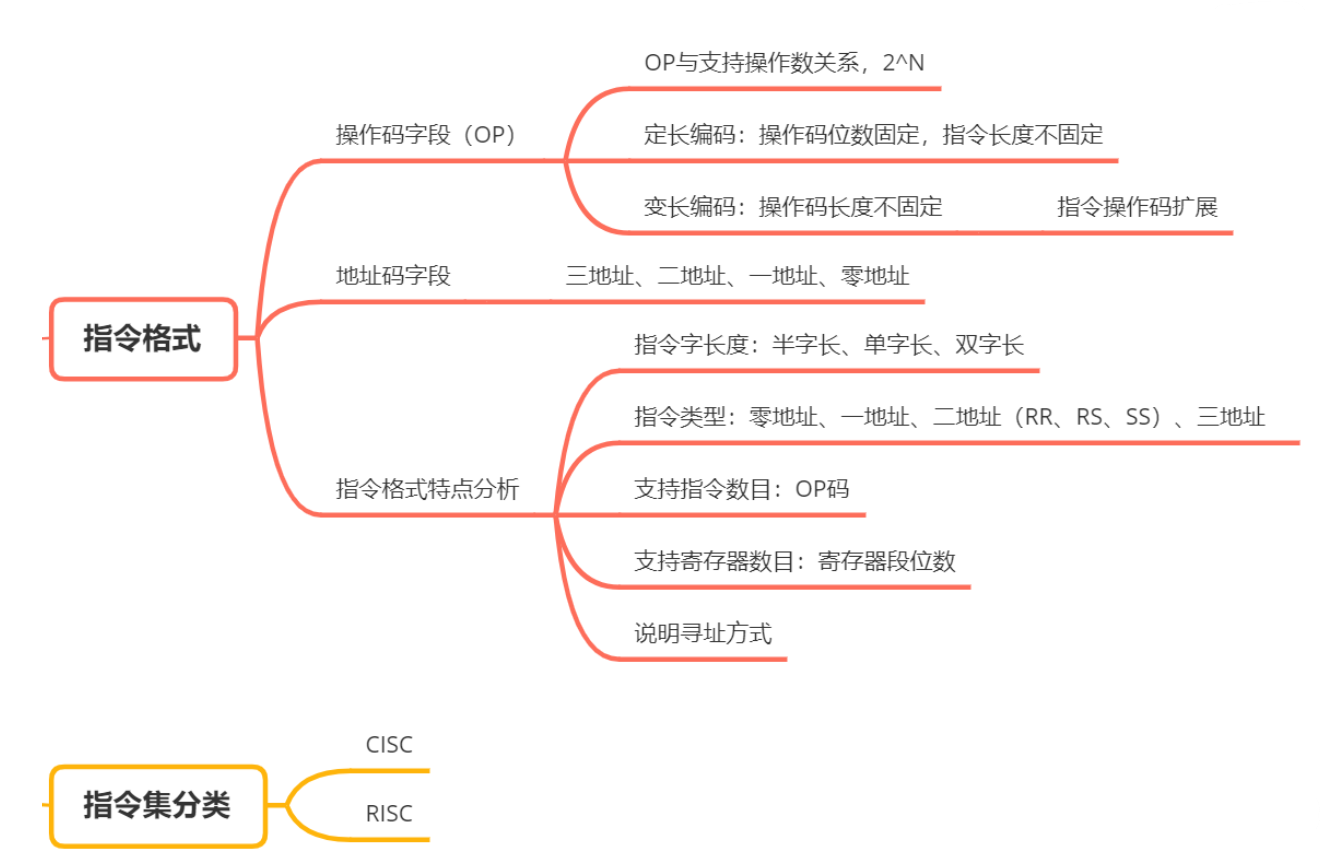 OP与支持操作数关系，2^N
操作码字段（OP）
定长编码：操作码位数固定，指令长度不固定
变长编码：操作码长度不固定
指令操作码扩展
地址码字段
三地址、二地址、一地址、零地址
指令格式
指令字长度：半字长、单字长、双字长
指令类型：零地址、一地址、二地址（RR、RS、SS）、三地址
指令格式特点分析
支持指令数目：OP码
支持寄存器数目：寄存器段位数
说明寻址方式
指令集分类
CISC
RISC